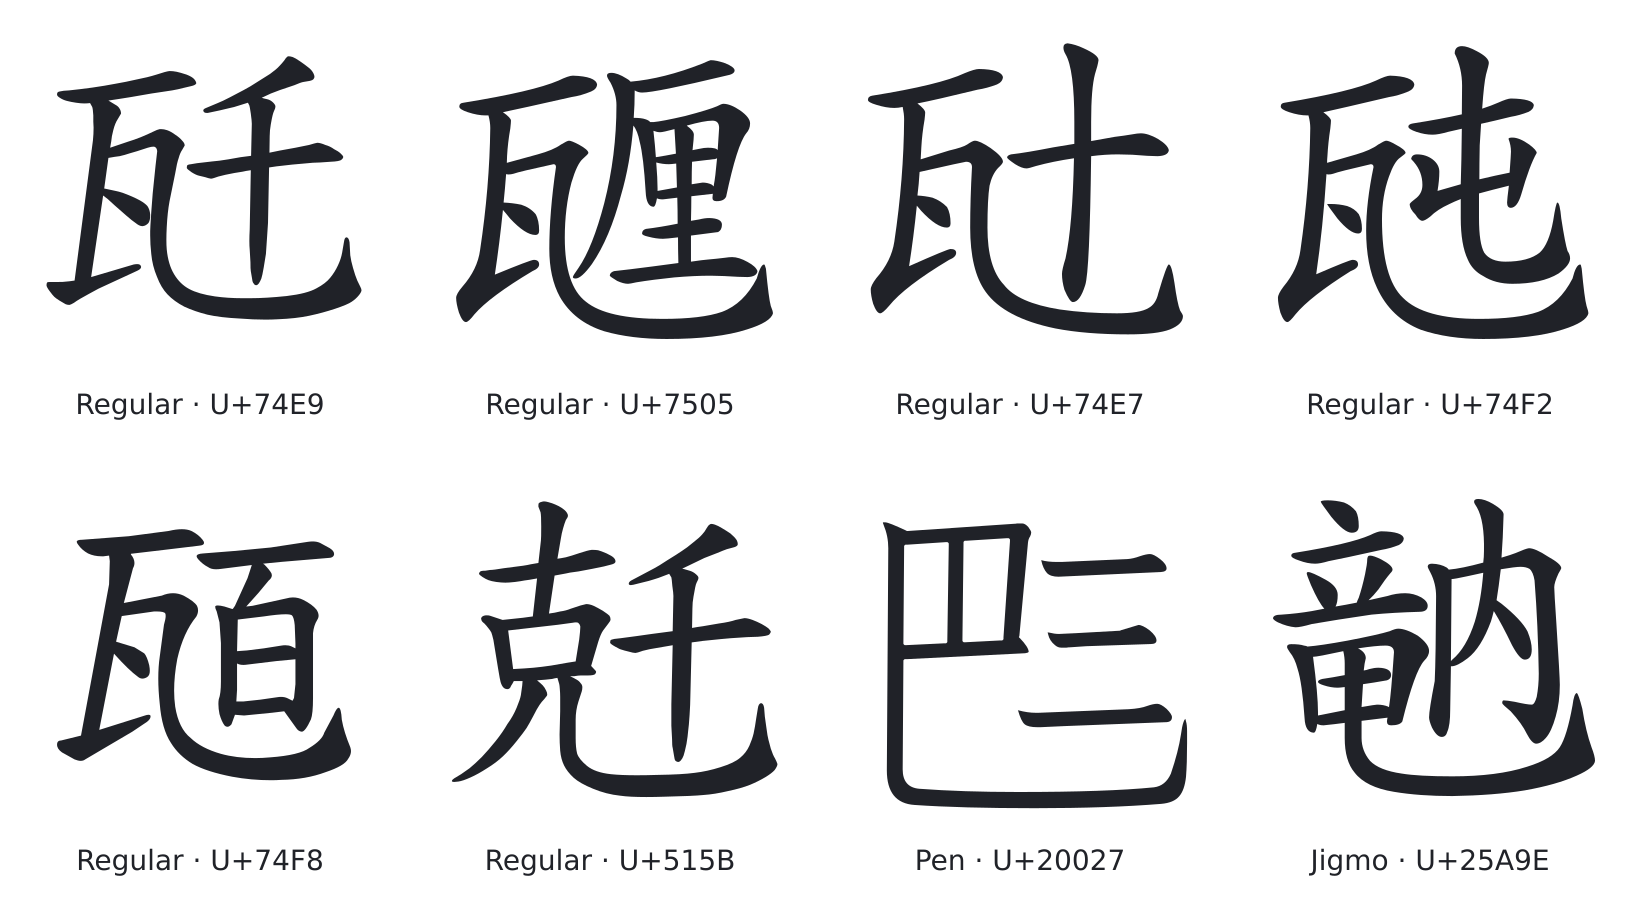 瓩 甅 瓧 瓲
Regular · U+74E9 Regular · U+7505 Regular · U+74E7 Regular · U+74F2
瓸 兛 𠀧 𥪞
Regular · U+74F8 Regular · U+515B Pen · U+20027 Jigmo · U+25A9E